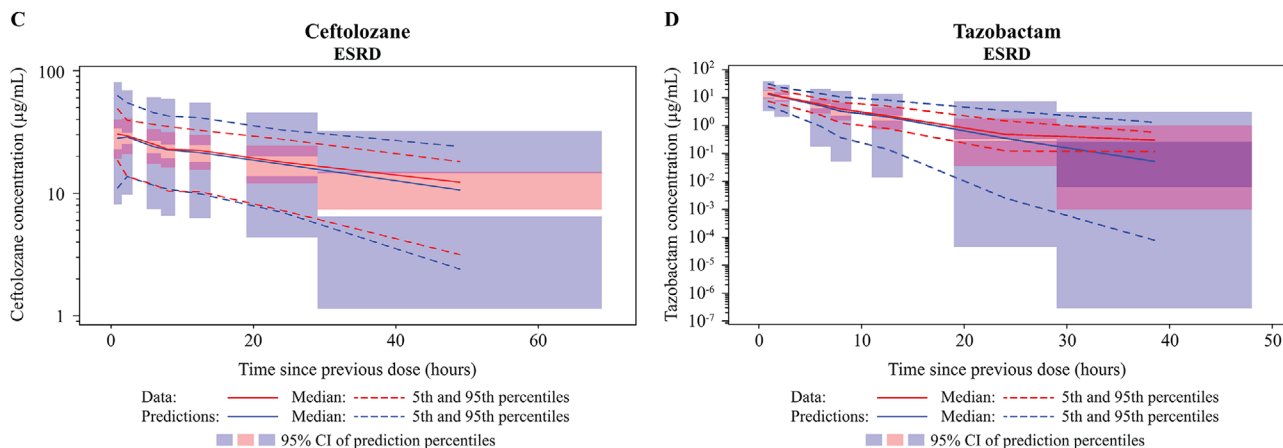 C
Ceftolozane
ESRD
Ceftolozane concentration (µg/mL)
100
10
1
0 20 40 60
Time since previous dose (hours)
Data: Median: 5th and 95th percentiles
Predictions: Median: 5th and 95th percentiles
95% CI of prediction percentiles
D
Tazobactam
ESRD
Tazobactam concentration (µg/mL)
10²
10¹
10⁰
10⁻¹
10⁻²
10⁻³
10⁻⁴
10⁻⁵
10⁻⁶
10⁻⁷
0 10 20 30 40 50
Time since previous dose (hours)
Data: Median: 5th and 95th percentiles
Predictions: Median: 5th and 95th percentiles
95% CI of prediction percentiles